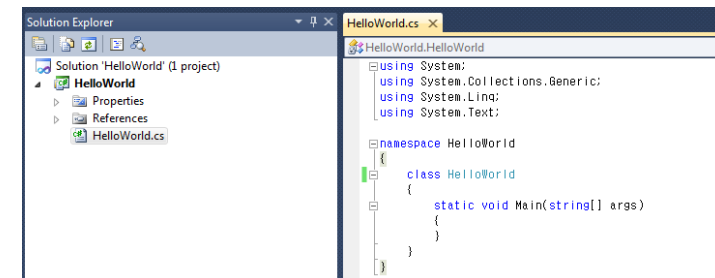 Solution Explorer
Solution 'HelloWorld' (1 project)
HelloWorld
Properties
References
HelloWorld.cs
HelloWorld.cs
HelloWorld.HelloWorld
using System;
using System.Collections.Generic;
using System.Linq;
using System.Text;
namespace HelloWorld
{
class HelloWorld
{
static void Main(string[] args)
{
}
}
}